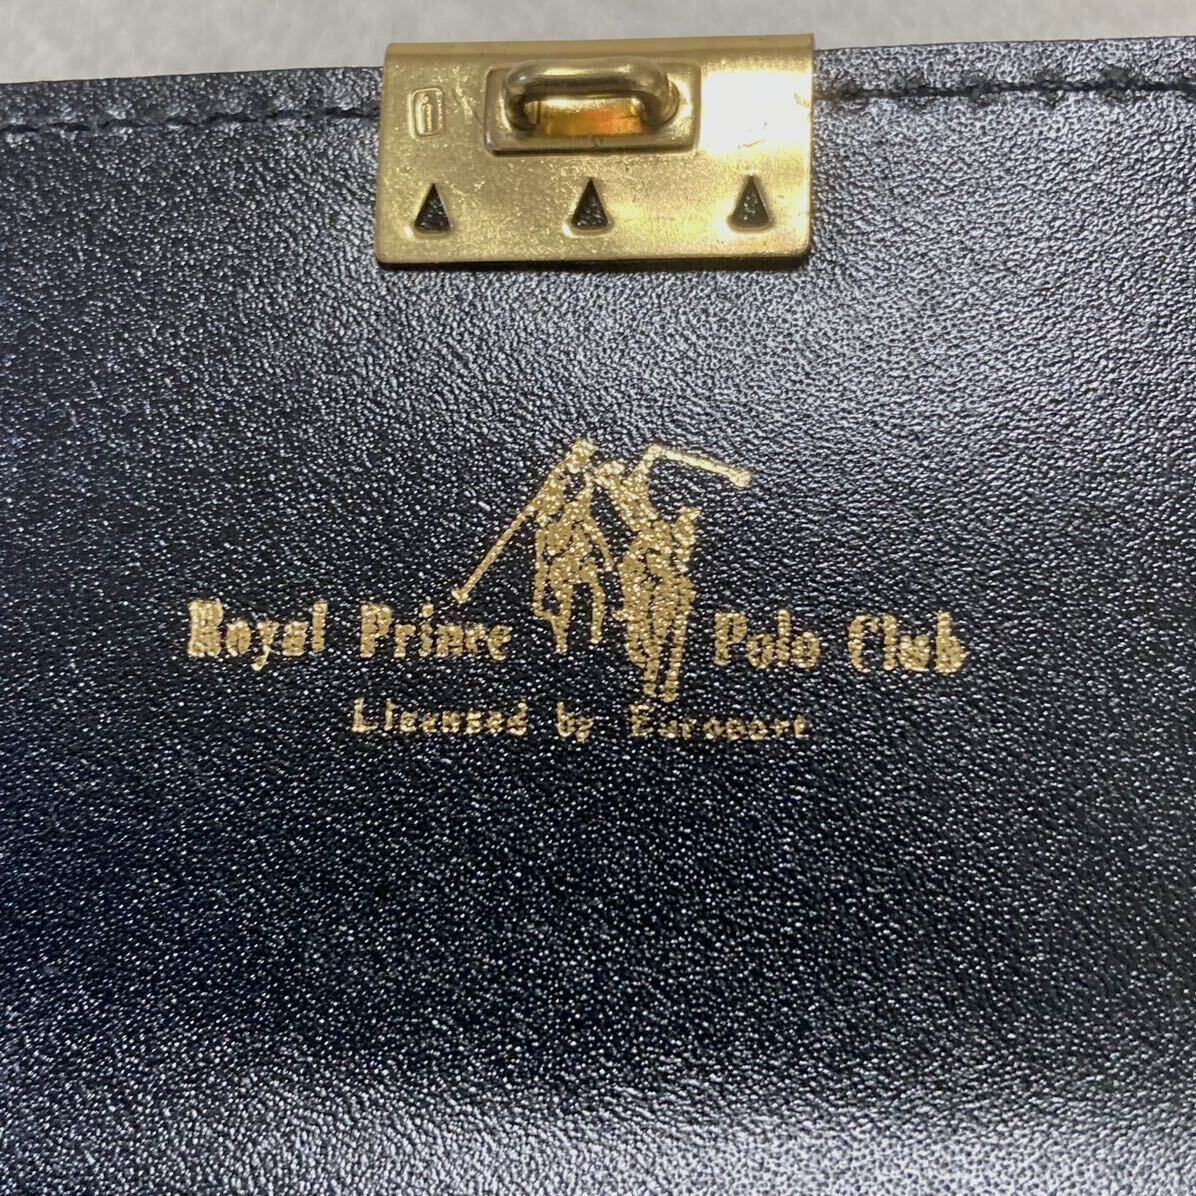 Royal Prince Polo Club
Licensed by Europort